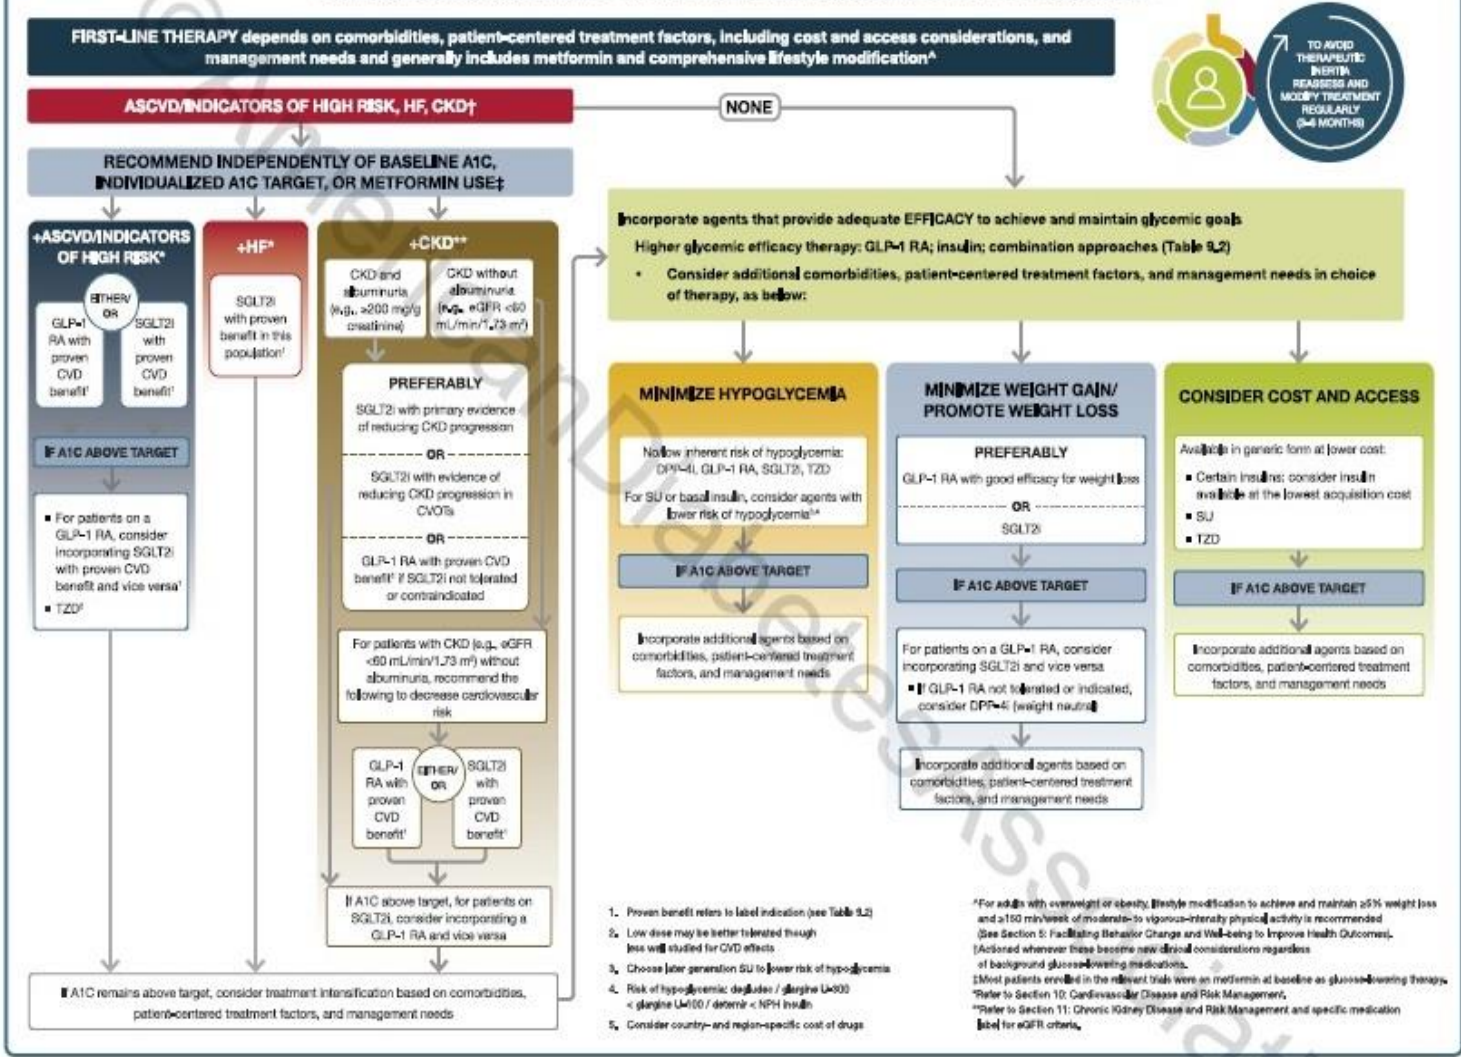 FIRST-LINE THERAPY depends on comorbidities, patient-centered treatment factors, including cost and access considerations, and
management needs and generally includes metformin and comprehensive lifestyle modification^
TO AVOID
THERAPEUTIC
INERTIA
REASSESS AND
MODIFY TREATMENT
REGULARLY
(3-6 MONTHS)
ASCVD/INDICATORS OF HIGH RISK, HF, CKD†
NONE
RECOMMEND INDEPENDENTLY OF BASELINE A1C,
INDIVIDUALIZED A1C TARGET, OR METFORMIN USE‡
+ASCVD/INDICATORS
OF HIGH RISK*
EITHER/
OR
GLP-1
RA with
proven
CVD
benefit¹
SGLT2i
with
proven
CVD
benefit¹
IF A1C ABOVE TARGET
▪ For patients on a
GLP-1 RA, consider
incorporating SGLT2i
with proven CVD
benefit and vice versa¹
▪ TZD²
+HF*
SGLT2i
with proven
benefit in this
population¹
+CKD**
CKD and
albuminuria
(e.g., ≥200 mg/g
creatinine)
CKD without
albuminuria
(e.g., eGFR <60
mL/min/1.73 m²)
PREFERABLY
SGLT2i with primary evidence
of reducing CKD progression
OR
SGLT2i with evidence of
reducing CKD progression in
CVOTs
OR
GLP-1 RA with proven CVD
benefit¹ if SGLT2i not tolerated
or contraindicated
For patients with CKD (e.g., eGFR
<60 mL/min/1.73 m²) without
albuminuria, recommend the
following to decrease cardiovascular
risk
GLP-1
RA with
proven
CVD
benefit¹
EITHER/
OR
SGLT2i
with
proven
CVD
benefit¹
If A1C above target, for patients on
SGLT2i, consider incorporating a
GLP-1 RA and vice versa
If A1C remains above target, consider treatment intensification based on comorbidities,
patient-centered treatment factors, and management needs
Incorporate agents that provide adequate EFFICACY to achieve and maintain glycemic goals
Higher glycemic efficacy therapy: GLP-1 RA; insulin; combination approaches (Table 9.2)
• Consider additional comorbidities, patient-centered treatment factors, and management needs in choice
of therapy, as below:
MINIMIZE HYPOGLYCEMIA
No/low inherent risk of hypoglycemia:
DPP-4i, GLP-1 RA, SGLT2i, TZD
For SU or basal insulin, consider agents with
lower risk of hypoglycemia³,⁴
IF A1C ABOVE TARGET
Incorporate additional agents based on
comorbidities, patient-centered treatment
factors, and management needs
MINIMIZE WEIGHT GAIN/
PROMOTE WEIGHT LOSS
PREFERABLY
GLP-1 RA with good efficacy for weight loss
OR
SGLT2i
IF A1C ABOVE TARGET
For patients on a GLP-1 RA, consider
incorporating SGLT2i and vice versa
▪ If GLP-1 RA not tolerated or indicated,
consider DPP-4i (weight neutral)
Incorporate additional agents based on
comorbidities, patient-centered treatment
factors, and management needs
CONSIDER COST AND ACCESS
Available in generic form at lower cost:
▪ Certain insulins: consider insulin
available at the lowest acquisition cost
▪ SU
▪ TZD
IF A1C ABOVE TARGET
Incorporate additional agents based on
comorbidities, patient-centered treatment
factors, and management needs
1. Proven benefit refers to label indication (see Table 9.2)
2. Low dose may be better tolerated though
less well studied for CVD effects
3. Choose later generation SU to lower risk of hypoglycemia
4. Risk of hypoglycemia: degludec / glargine U-300
< glargine U-100 / detemir < NPH insulin
5. Consider country- and region-specific cost of drugs
^For adults with overweight or obesity, lifestyle modification to achieve and maintain ≥5% weight loss
and ≥150 min/week of moderate- to vigorous-intensity physical activity is recommended
(See Section 5: Facilitating Behavior Change and Well-being to Improve Health Outcomes).
†Actioned whenever these become new clinical considerations regardless
of background glucose-lowering medications.
‡Most patients enrolled in the relevant trials were on metformin at baseline as glucose-lowering therapy.
*Refer to Section 10: Cardiovascular Disease and Risk Management.
**Refer to Section 11: Chronic Kidney Disease and Risk Management and specific medication
label for eGFR criteria.
©AmericanDiabetesAssociation